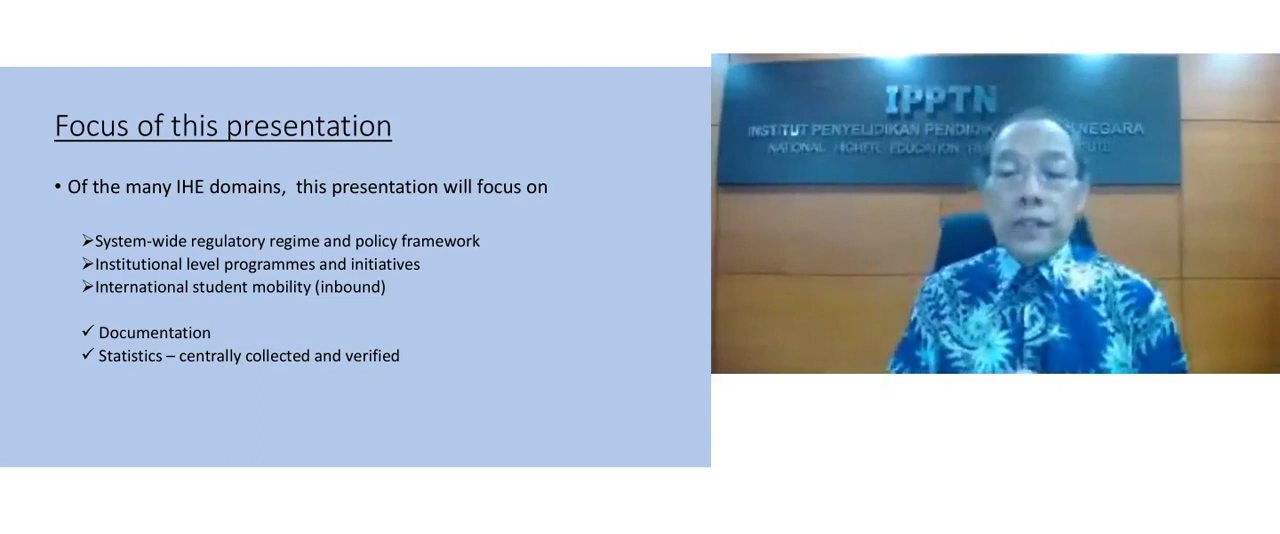 Focus of this presentation
• Of the many IHE domains, this presentation will focus on
➢System-wide regulatory regime and policy framework
➢Institutional level programmes and initiatives
➢International student mobility (inbound)
✓ Documentation
✓ Statistics – centrally collected and verified
IPPTN
INSTITUT PENYELIDIKAN NEGARA
NATIONAL HIGHER EDUCATION